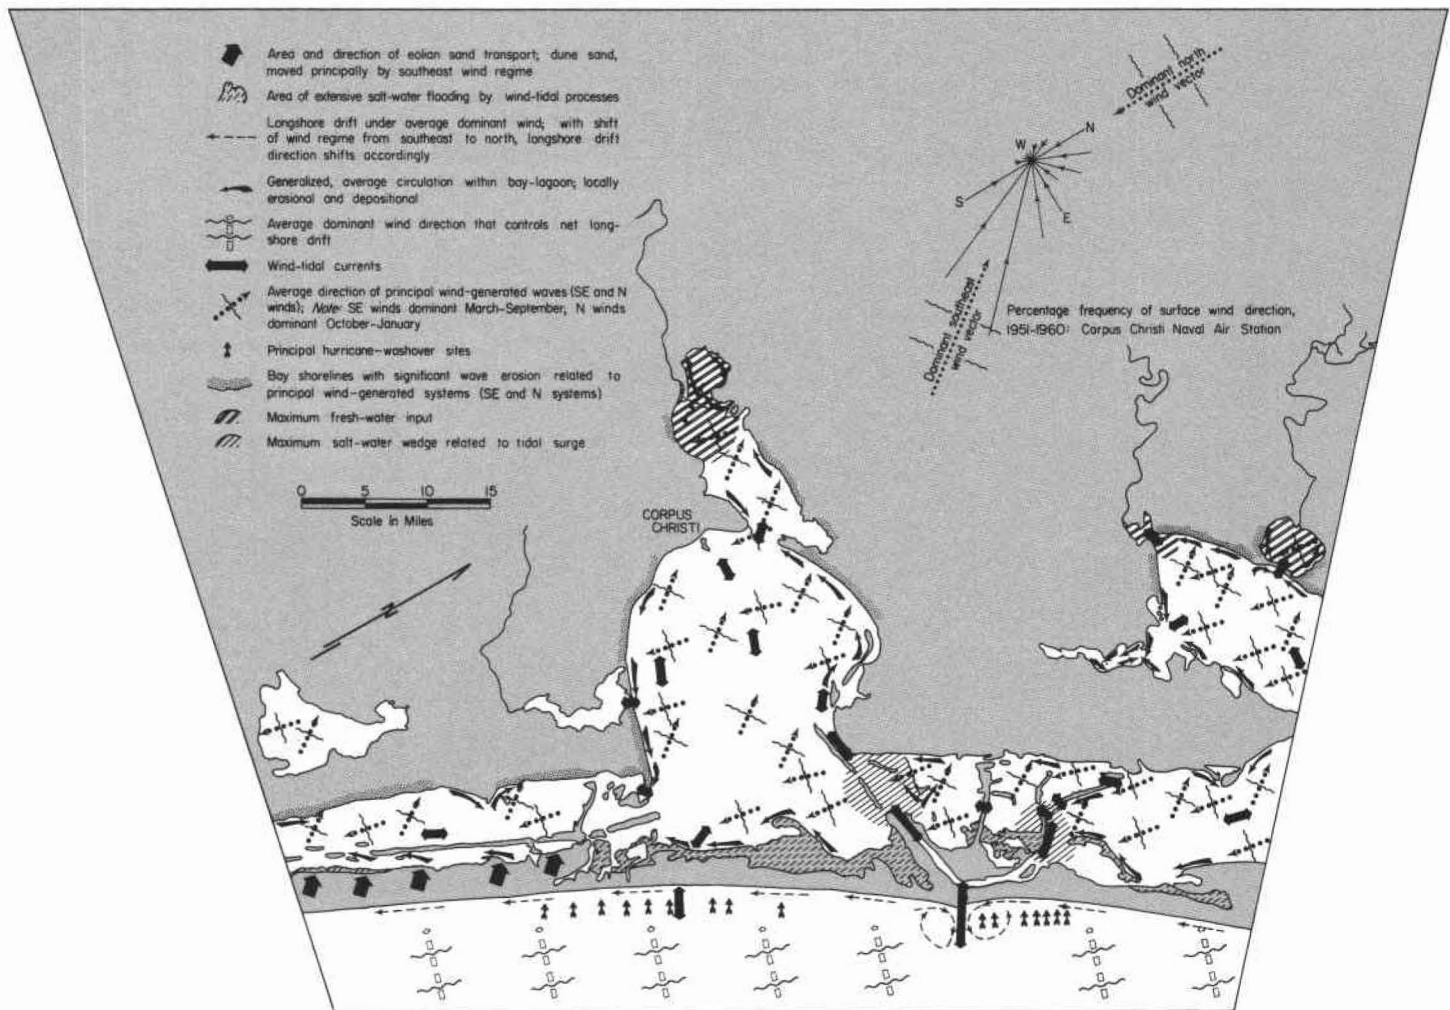 Area and direction of eolian sand transport; dune sand,
moved principally by southeast wind regime
Area of extensive salt-water flooding by wind-tidal processes
Longshore drift under average dominant wind; with shift
of wind regime from southeast to north, longshore drift
direction shifts accordingly
Generalized, average circulation within bay-lagoon; locally
erosional and depositional
Average dominant wind direction that controls net long-
shore drift
Wind-tidal currents
Average direction of principal wind-generated waves (SE and N
winds); Note: SE winds dominant March-September, N winds
dominant October-January
Principal hurricane-washover sites
Bay shorelines with significant wave erosion related to
principal wind-generated systems (SE and N systems)
Maximum fresh-water input
Maximum salt-water wedge related to tidal surge
0 5 10 15
Scale in Miles
N
CORPUS
CHRISTI
Dominant north
wind vector
N
W
S
E
Dominant southeast
wind vector
Percentage frequency of surface wind direction,
1951-1960: Corpus Christi Naval Air Station